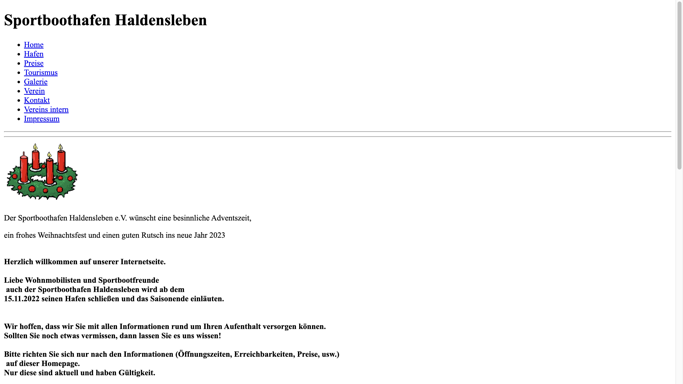 Sportboothafen Haldensleben
Home
Hafen
Preise
Tourismus
Galerie
Verein
Kontakt
Vereins intern
Impressum
Der Sportboothafen Haldensleben e.V. wünscht eine besinnliche Adventszeit,
ein frohes Weihnachtsfest und einen guten Rutsch ins neue Jahr 2023
Herzlich willkommen auf unserer Internetseite.
Liebe Wohnmobilisten und Sportbootfreunde
auch der Sportboothafen Haldensleben wird ab dem
15.11.2022 seinen Hafen schließen und das Saisonende einläuten.
Wir hoffen, dass wir Sie mit allen Informationen rund um Ihren Aufenthalt versorgen können.
Sollten Sie noch etwas vermissen, dann lassen Sie es uns wissen!
Bitte richten Sie sich nur nach den Informationen (Öffnungszeiten, Erreichbarkeiten, Preise, usw.)
auf dieser Homepage.
Nur diese sind aktuell und haben Gültigkeit.